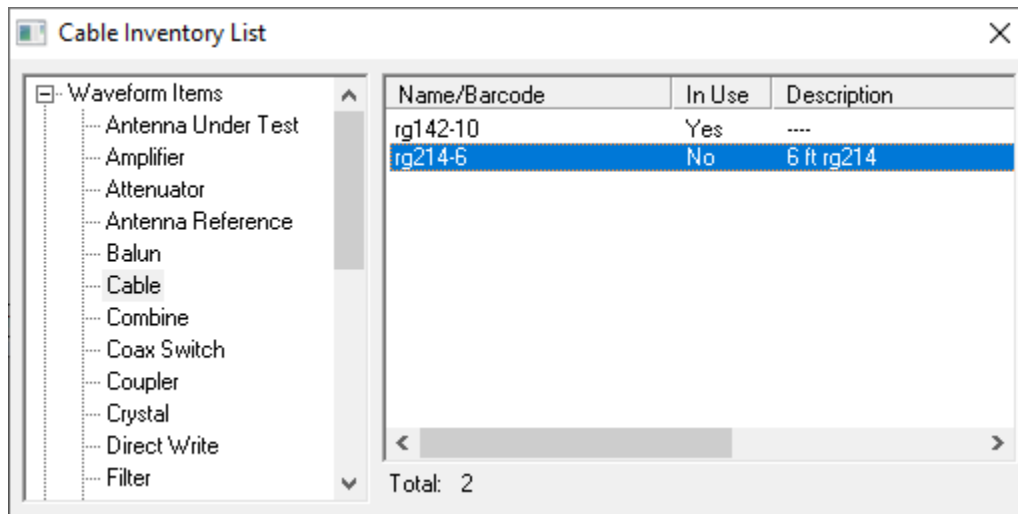 Cable Inventory List
Waveform Items
Antenna Under Test
Amplifier
Attenuator
Antenna Reference
Balun
Cable
Combine
Coax Switch
Coupler
Crystal
Direct Write
Filter
Name/Barcode In Use Description
rg142-10 Yes ----
rg214-6 No 6 ft rg214
Total: 2